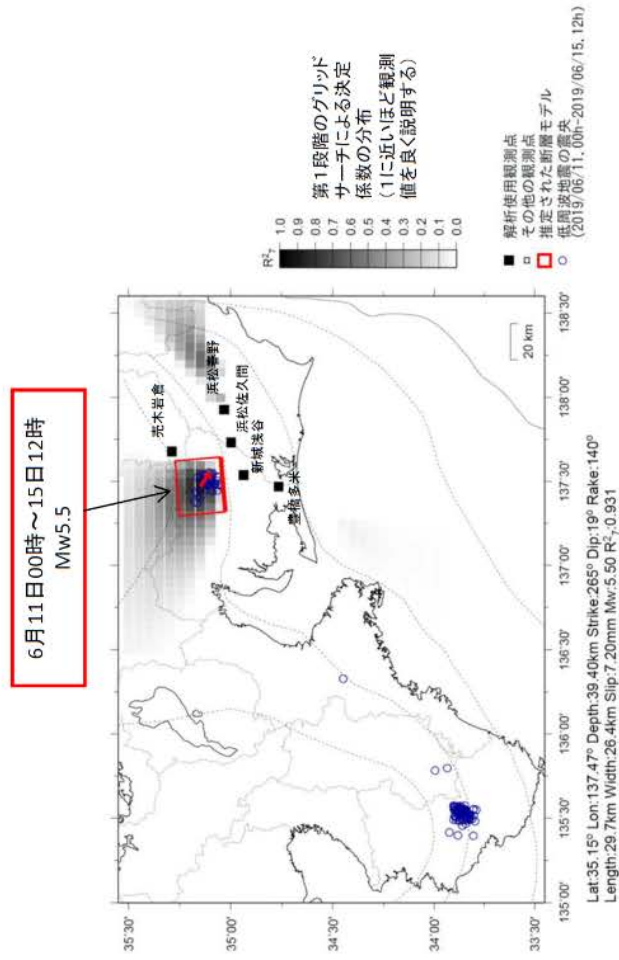 6月11日00時～15日12時
Mw5.5
35°30'
35°00'
34°30'
34°00'
33°30'
135°00'
135°30'
136°00'
136°30'
137°00'
137°30'
138°00'
138°30'
売木岩倉
浜松春野
浜松佐久間
新城浅谷
豊橋多米
20 km
R²₇
1.0
0.9
0.8
0.7
0.6
0.5
0.4
0.3
0.2
0.1
0.0
第1段階のグリッド
サーチによる決定
係数の分布
(1に近いほど観測
値を良く説明する)
解析使用観測点
その他の観測点
推定された断層モデル
低周波地震の震央
(2019/06/11.00h-2019/06/15.12h)
Lat:35.15° Lon:137.47° Depth:39.40km Strike:265° Dip:19° Rake:140°
Length:29.7km Width:26.4km Slip:7.20mm Mw:5.50 R²₇:0.931